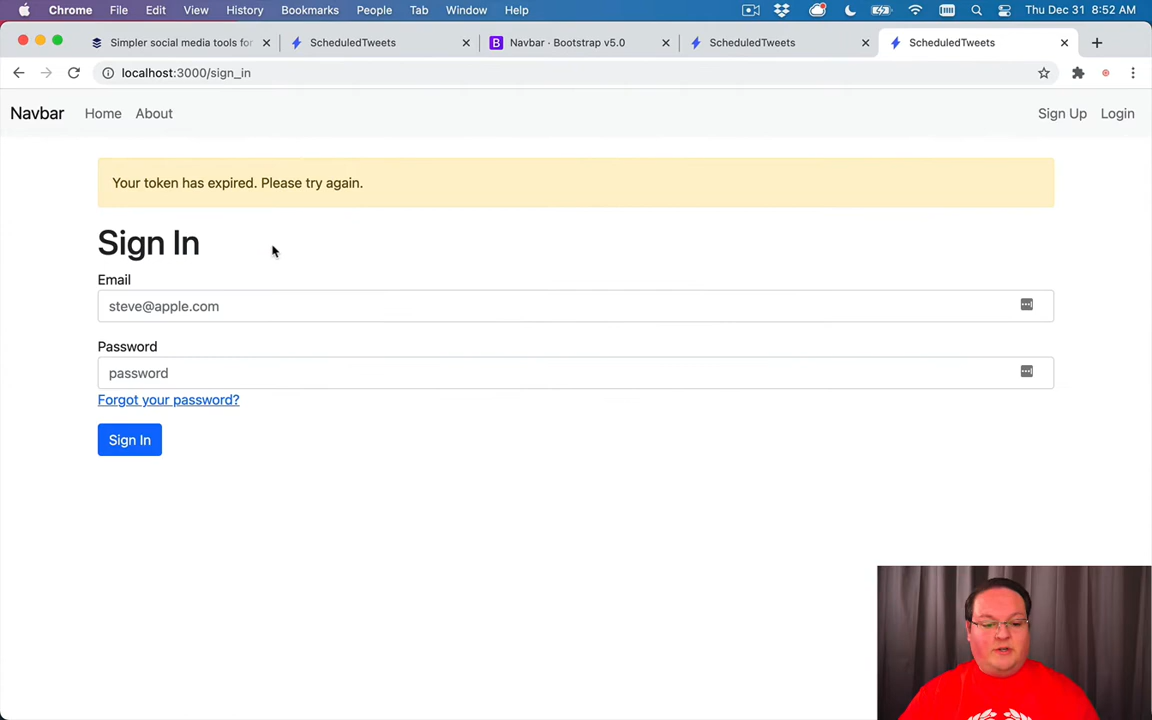 Chrome File Edit View History Bookmarks People Tab Window Help Thu Dec 31 8:52 AM
Simpler social media tools for ScheduledTweets Navbar · Bootstrap v5.0 ScheduledTweets ScheduledTweets
localhost:3000/sign_in
Navbar Home About Sign Up Login
Your token has expired. Please try again.
Sign In
Email
steve@apple.com
Password
password
Forgot your password?
Sign In